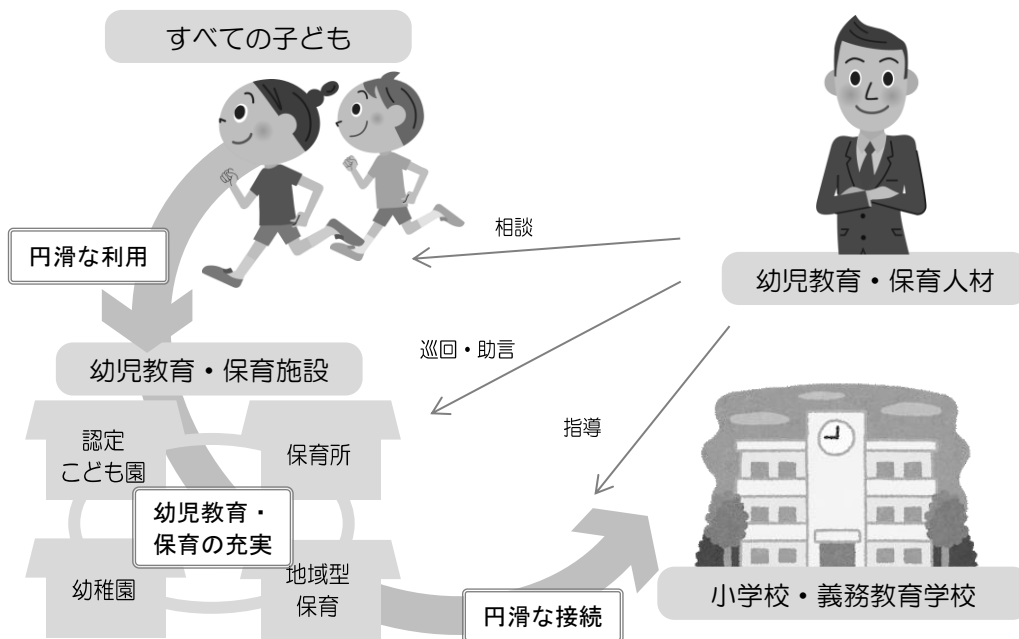 すべての子ども
円滑な利用
相談
幼児教育・保育人材
巡回・助言
幼児教育・保育施設
指導
認定
こども園
保育所
幼児教育・
保育の充実
幼稚園
地域型
保育
円滑な接続
小学校・義務教育学校